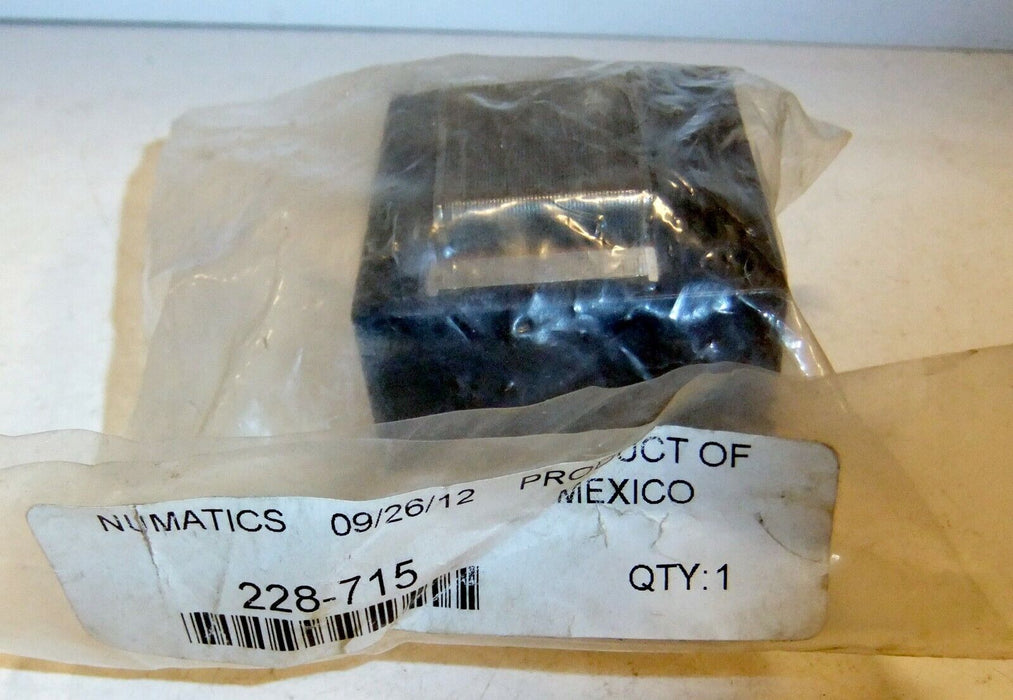 NUMATICS 09/26/12 PRODUCT OF
MEXICO
228-715 QTY:1